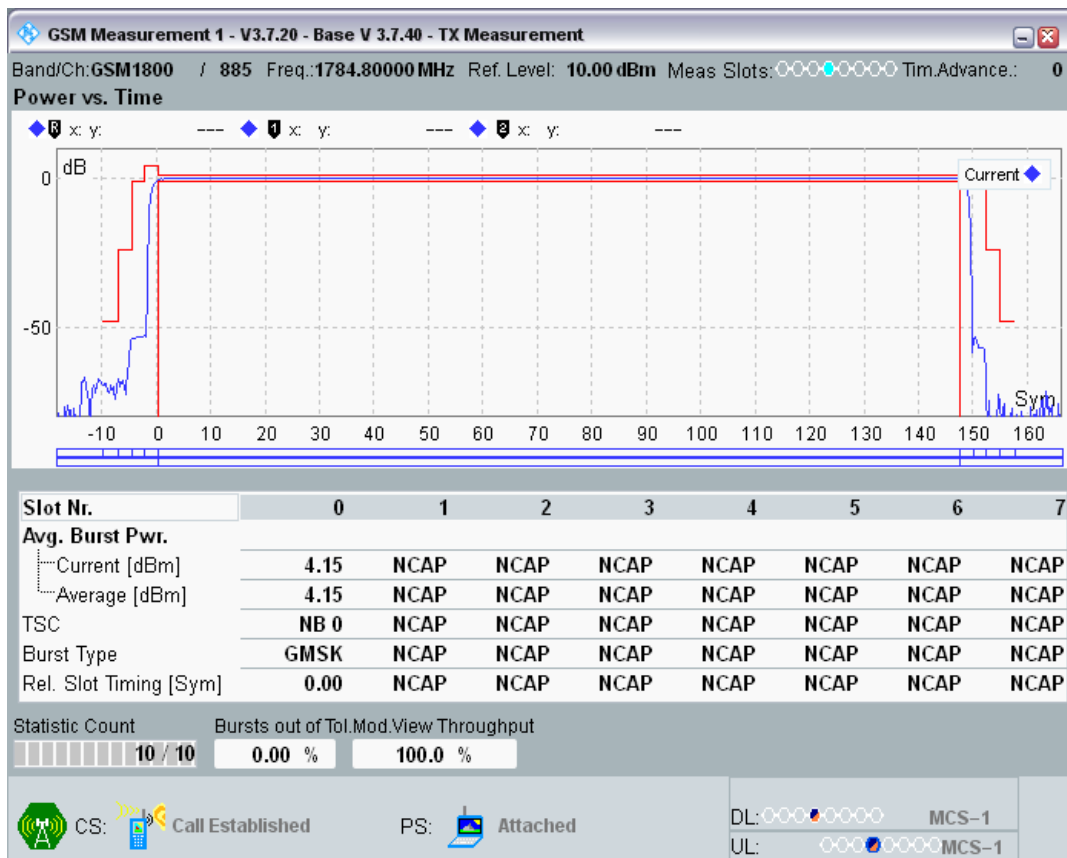 GSM Measurement 1 - V3.7.20 - Base V 3.7.40 - TX Measurement
Band/Ch:GSM1800 / 885 Freq.:1784.80000 MHz Ref. Level: 10.00 dBm Meas Slots: Tim.Advance.: 0
Power vs. Time
R x: y: --- 1 x: y: --- 2 x: y: ---
dB
Current
0
-50
Sym
-10 0 10 20 30 40 50 60 70 80 90 100 110 120 130 140 150 160
Slot Nr. 0 1 2 3 4 5 6 7
Avg. Burst Pwr.
Current [dBm] 4.15 NCAP NCAP NCAP NCAP NCAP NCAP NCAP
Average [dBm] 4.15 NCAP NCAP NCAP NCAP NCAP NCAP NCAP
TSC NB 0 NCAP NCAP NCAP NCAP NCAP NCAP NCAP
Burst Type GMSK NCAP NCAP NCAP NCAP NCAP NCAP NCAP
Rel. Slot Timing [Sym] 0.00 NCAP NCAP NCAP NCAP NCAP NCAP NCAP
Statistic Count Bursts out of Tol.Mod.View Throughput
10 / 10 0.00 % 100.0 %
CS: Call Established PS: Attached
DL: MCS-1
UL: MCS-1